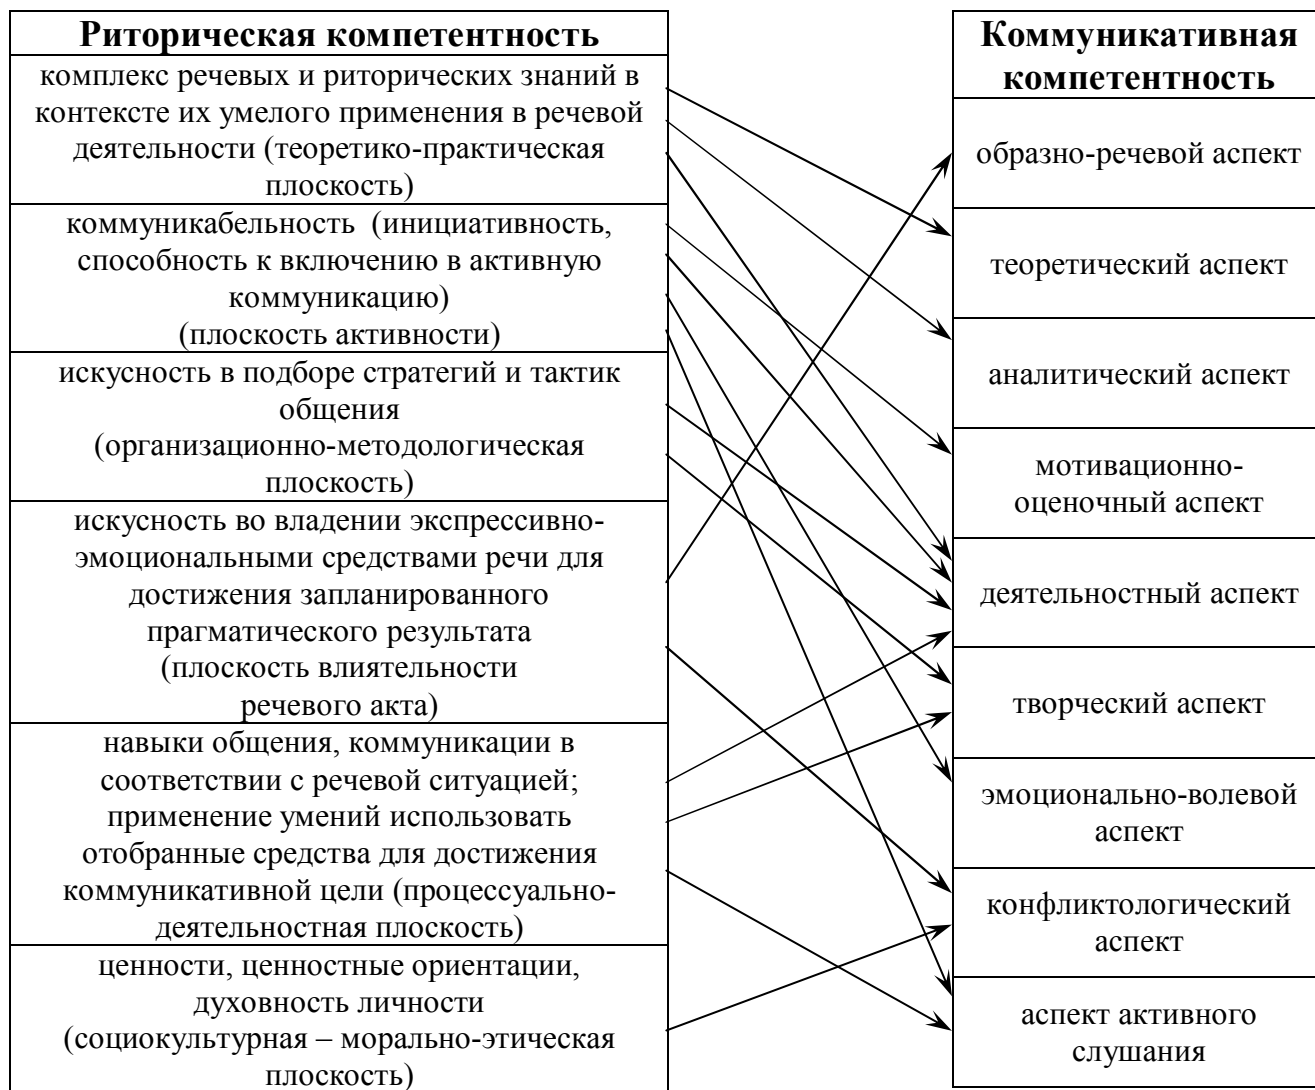 Риторическая компетентность
комплекс речевых и риторических знаний в
контексте их умелого применения в речевой
деятельности (теоретико-практическая
плоскость)
коммуникабельность (инициативность,
способность к включению в активную
коммуникацию)
(плоскость активности)
искусность в подборе стратегий и тактик
общения
(организационно-методологическая
плоскость)
искусность во владении экспрессивно-
эмоциональными средствами речи для
достижения запланированного
прагматического результата
(плоскость влиятельности
речевого акта)
навыки общения, коммуникации в
соответствии с речевой ситуацией;
применение умений использовать
отобранные средства для достижения
коммуникативной цели (процессуально-
деятельностная плоскость)
ценности, ценностные ориентации,
духовность личности
(социокультурная – морально-этическая
плоскость)
Коммуникативная
компетентность
образно-речевой аспект
теоретический аспект
аналитический аспект
мотивационно-
оценочный аспект
деятельностный аспект
творческий аспект
эмоционально-волевой
аспект
конфликтологический
аспект
аспект активного
слушания